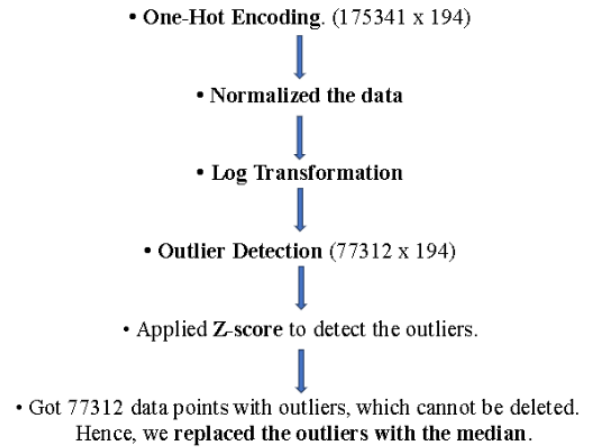 • One-Hot Encoding. (175341 x 194)
• Normalized the data
• Log Transformation
• Outlier Detection (77312 x 194)
• Applied Z-score to detect the outliers.
• Got 77312 data points with outliers, which cannot be deleted.
Hence, we replaced the outliers with the median.